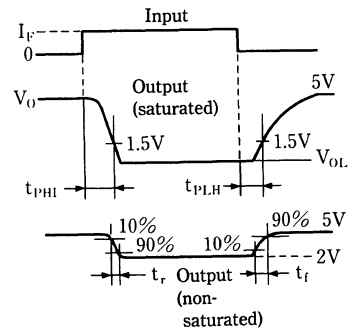 Input
I_F
0
Output
(saturated)
5V
V_O
1.5V
1.5V
V_OL
t_PHL
t_PLH
10%
90%
5V
90%
10%
2V
t_r
Output
t_f
(non-
saturated)